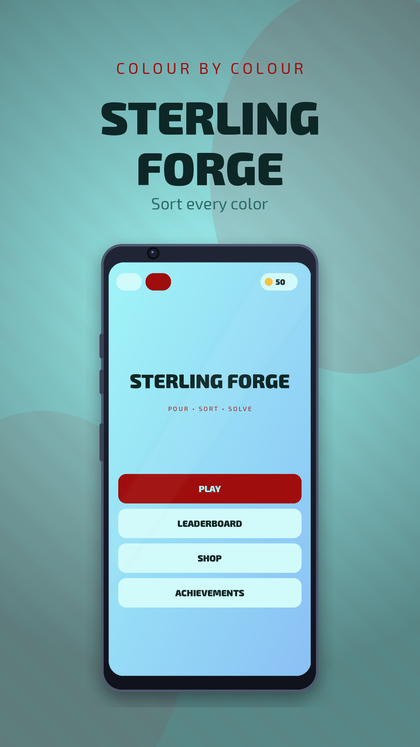 COLOUR BY COLOUR
STERLING
FORGE
Sort every color
50
STERLING FORGE
POUR • SORT • SOLVE
PLAY
LEADERBOARD
SHOP
ACHIEVEMENTS